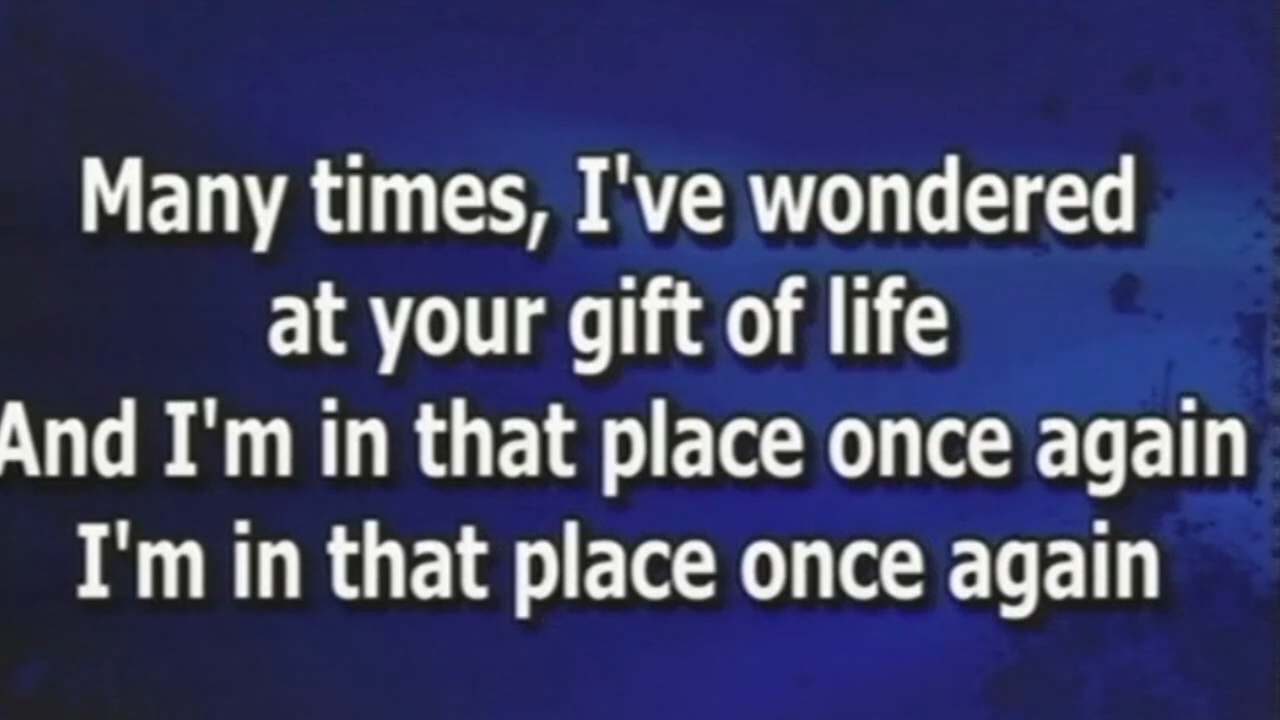 Many times, I've wondered
at your gift of life
And I'm in that place once again
I'm in that place once again